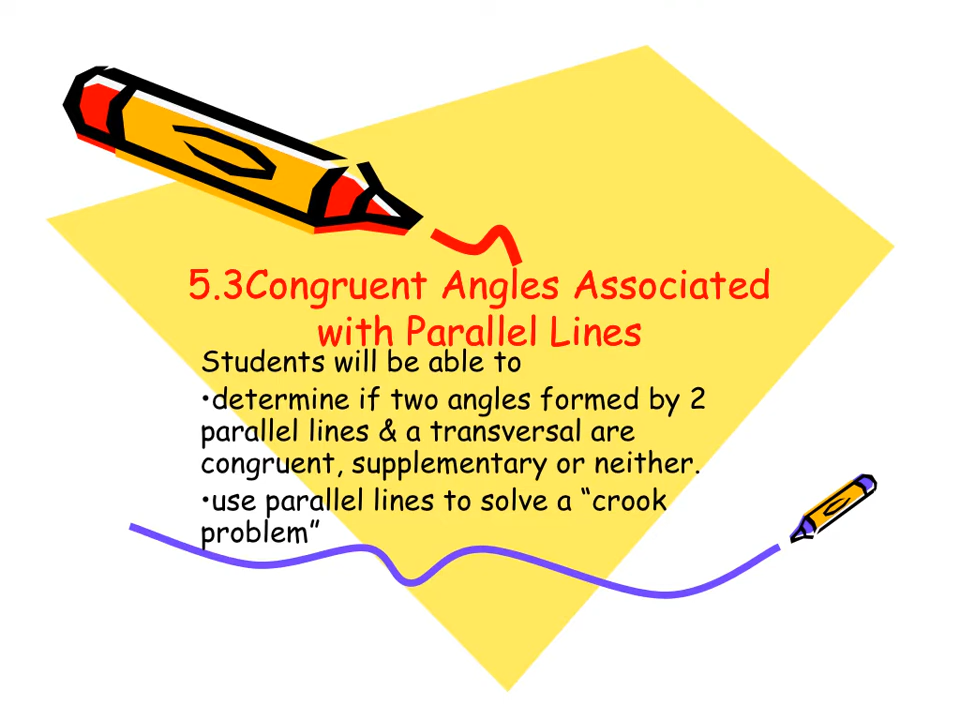 5.3Congruent Angles Associated
with Parallel Lines
Students will be able to
•determine if two angles formed by 2
parallel lines & a transversal are
congruent, supplementary or neither.
•use parallel lines to solve a “crook
problem”